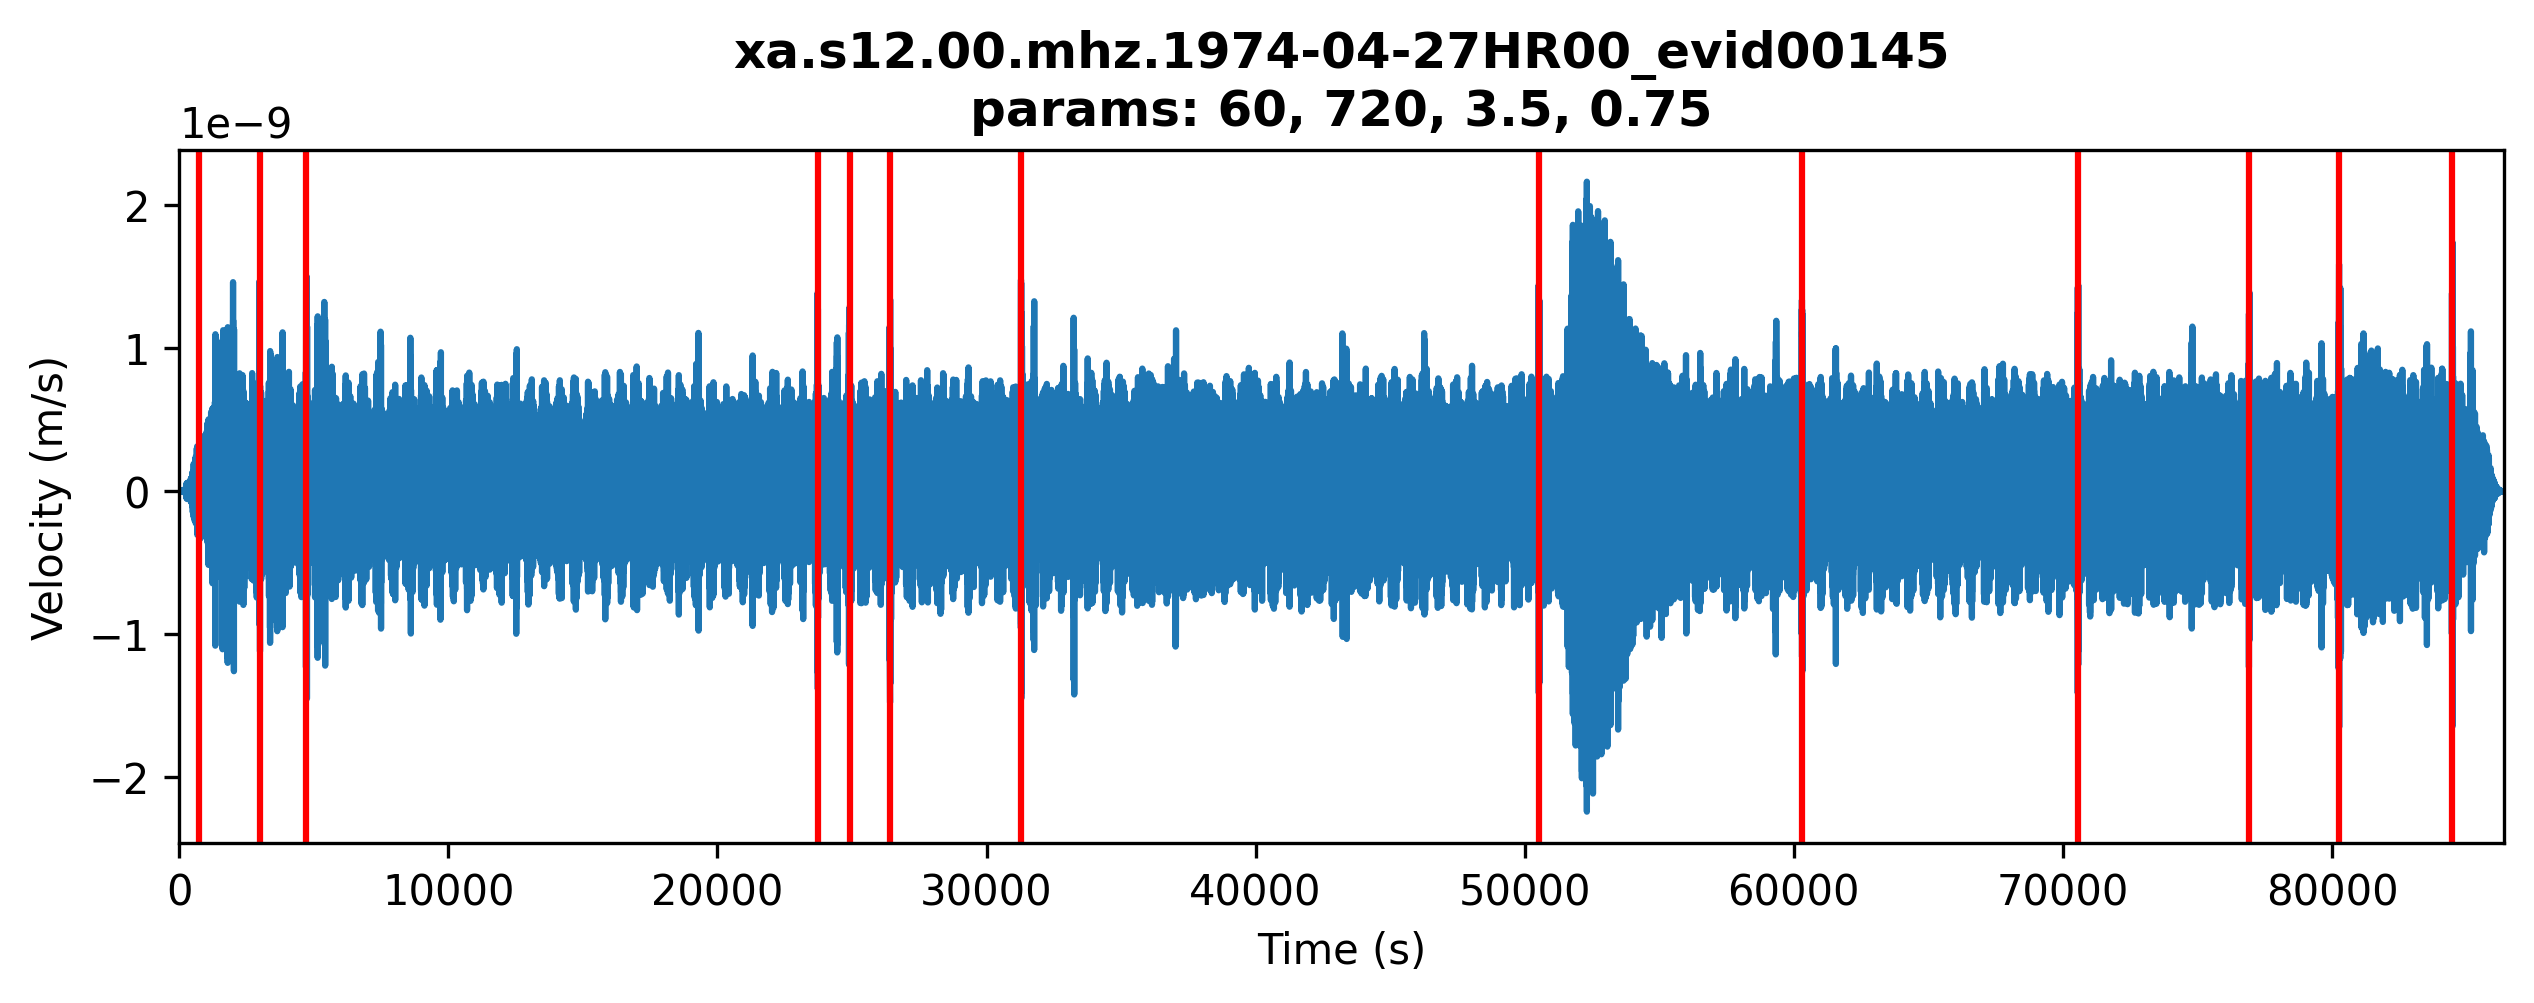 xa.s12.00.mhz.1974-04-27HR00_evid00145
params: 60, 720, 3.5, 0.75
1e−9
2
1
0
−1
−2
Velocity (m/s)
0 10000 20000 30000 40000 50000 60000 70000 80000
Time (s)